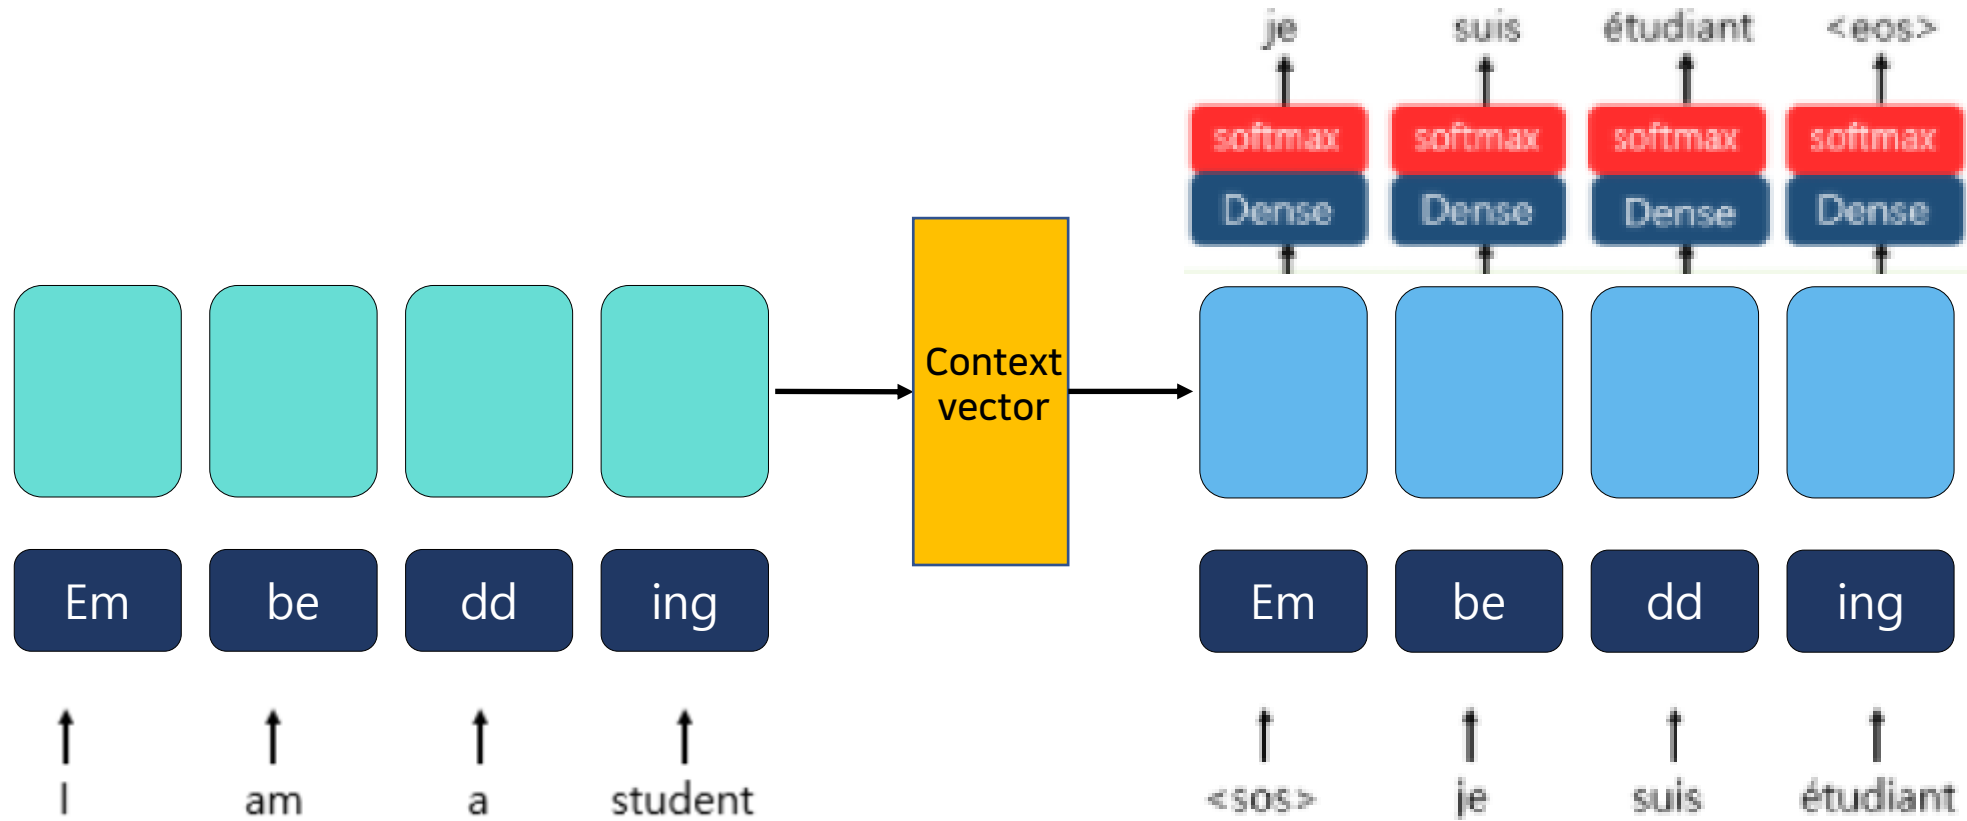 je suis étudiant <eos>
softmax softmax softmax softmax
Dense Dense Dense Dense
Context
vector
Em be dd ing Em be dd ing
I am a student <sos> je suis étudiant